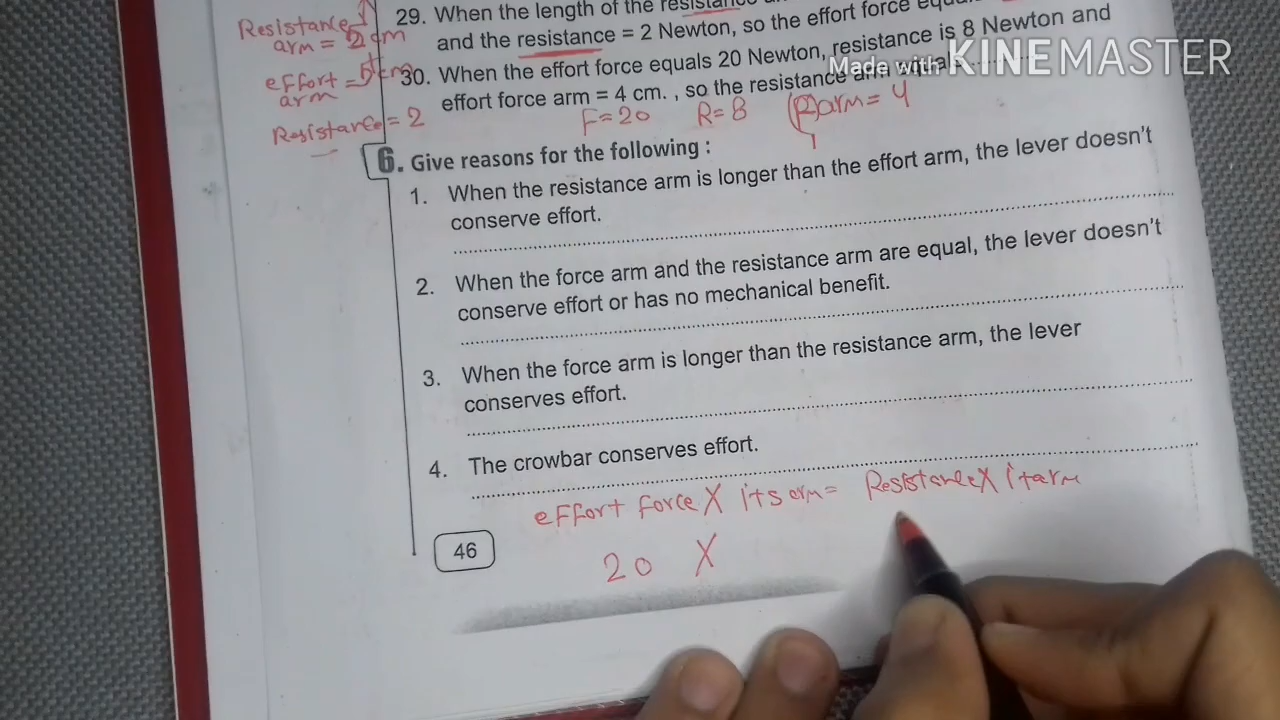 Resistance
arm = 2 cm
effort = 5 cm
arm
Resistance = 2
29. When the length of the resistance
and the resistance = 2 Newton, so the effort force
30. When the effort force equals 20 Newton, resistance is 8 Newton and
effort force arm = 4 cm. , so the resistance arm equal
Made with KINEMASTER
F=20 R=8 (F) arm= 4
6. Give reasons for the following :
1. When the resistance arm is longer than the effort arm, the lever doesn't
conserve effort.
2. When the force arm and the resistance arm are equal, the lever doesn't
conserve effort or has no mechanical benefit.
3. When the force arm is longer than the resistance arm, the lever
conserves effort.
4. The crowbar conserves effort.
effort force X its arm= Resistance X it arm
20 X
46